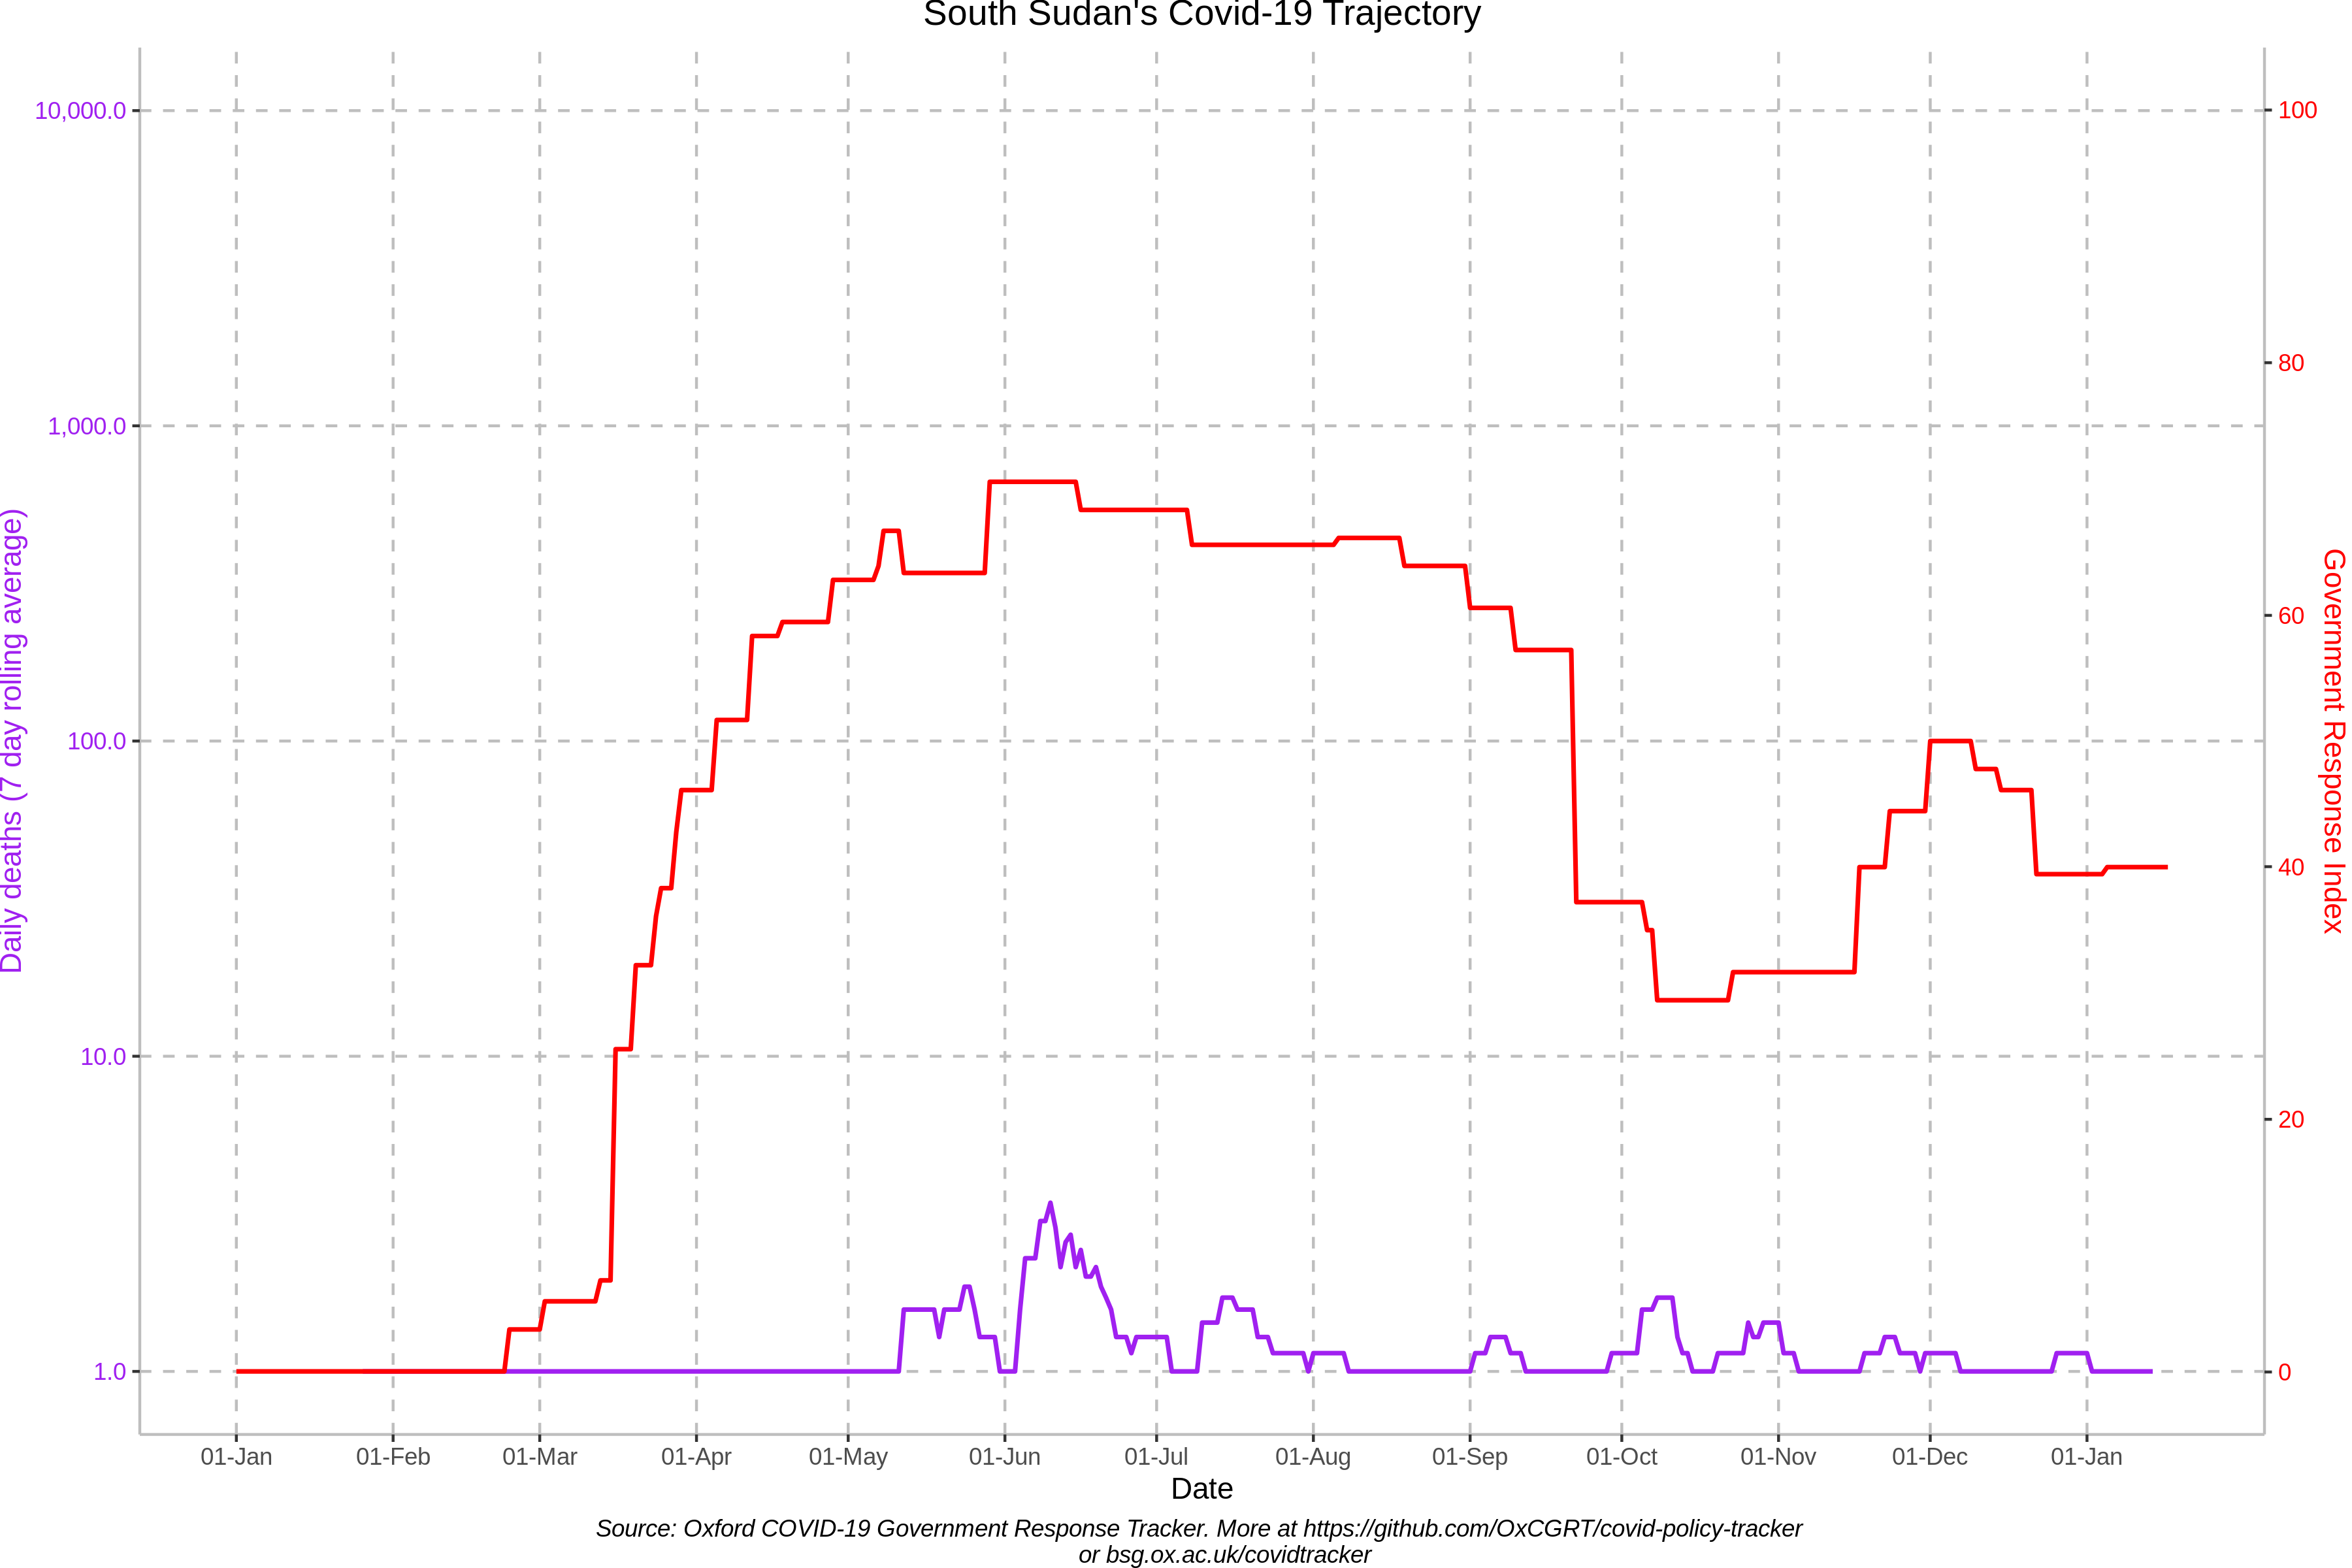 South Sudan's Covid-19 Trajectory
10,000.0
1,000.0
100.0
10.0
1.0
Daily deaths (7 day rolling average)
100
80
60
40
20
0
Government Response Index
01-Jan 01-Feb 01-Mar 01-Apr 01-May 01-Jun 01-Jul 01-Aug 01-Sep 01-Oct 01-Nov 01-Dec 01-Jan
Date
Source: Oxford COVID-19 Government Response Tracker. More at https://github.com/OxCGRT/covid-policy-tracker
or bsg.ox.ac.uk/covidtracker